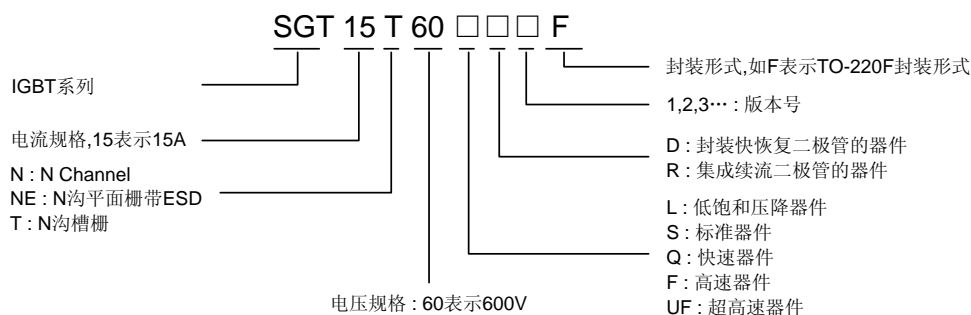 SGT 15 T 60 □ □ □ F
IGBT系列
电流规格,15表示15A
N : N Channel
NE : N沟平面栅带ESD
T : N沟槽栅
电压规格 : 60表示600V
封装形式,如F表示TO-220F封装形式
1,2,3··· : 版本号
D : 封装快恢复二极管的器件
R : 集成续流二极管的器件
L : 低饱和压降器件
S : 标准器件
Q : 快速器件
F : 高速器件
UF : 超高速器件